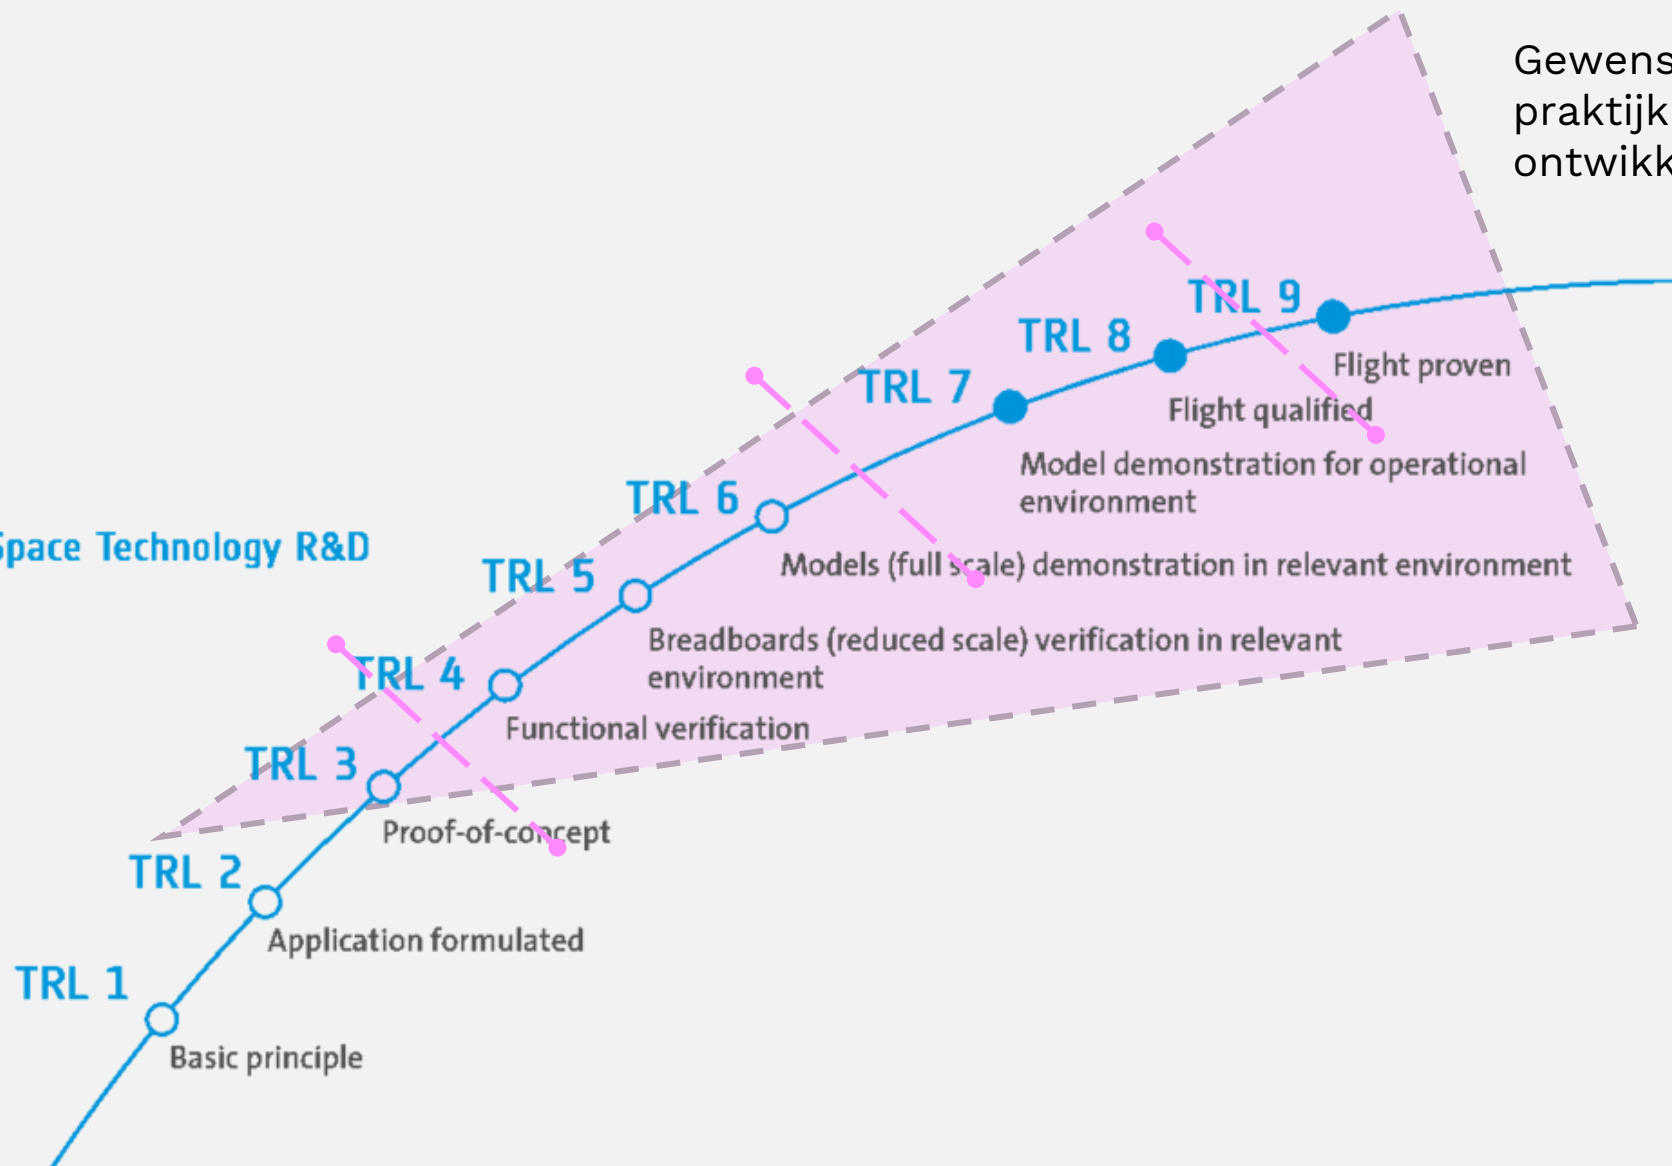 Gewens
praktijk
ontwikk
TRL 9
Flight proven
TRL 8
Flight qualified
TRL 7
Model demonstration for operational
environment
TRL 6
Models (full scale) demonstration in relevant environment
Space Technology R&D
TRL 5
Breadboards (reduced scale) verification in relevant
environment
TRL 4
Functional verification
TRL 3
Proof-of-concept
TRL 2
Application formulated
TRL 1
Basic principle